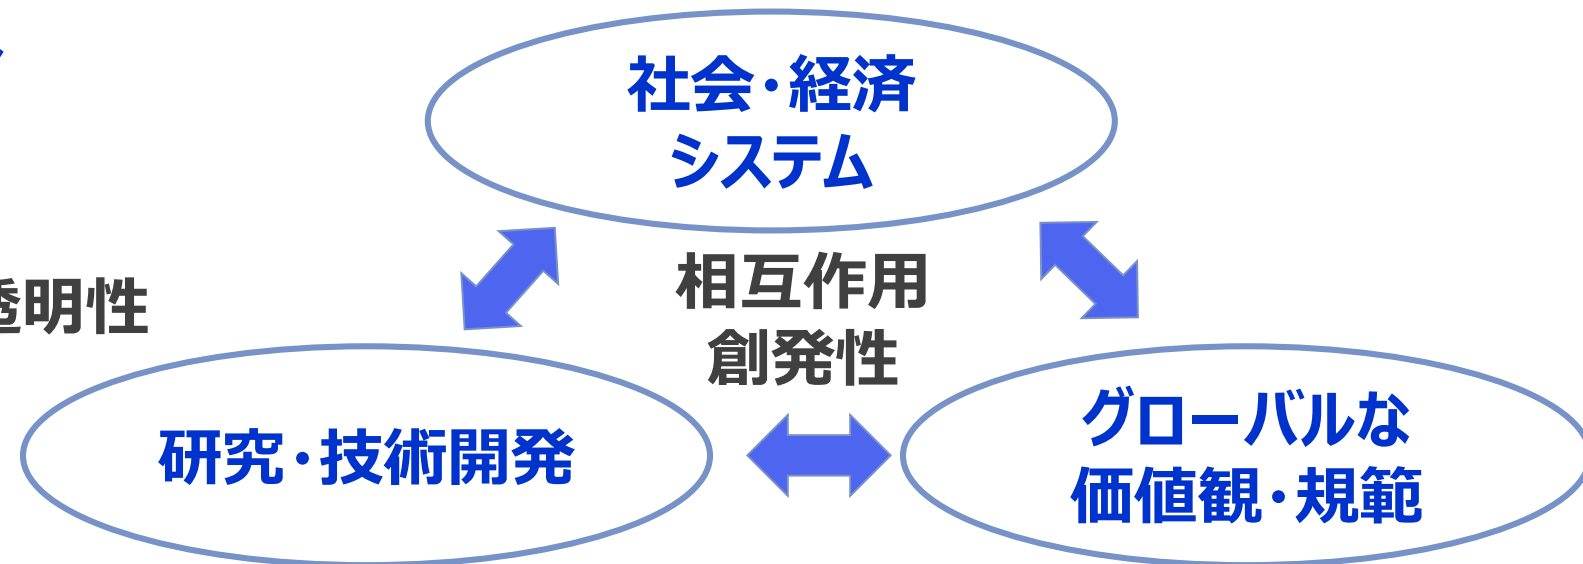 社会・経済
システム
相互作用
創発性
透明性
研究・技術開発
グローバルな
価値観・規範